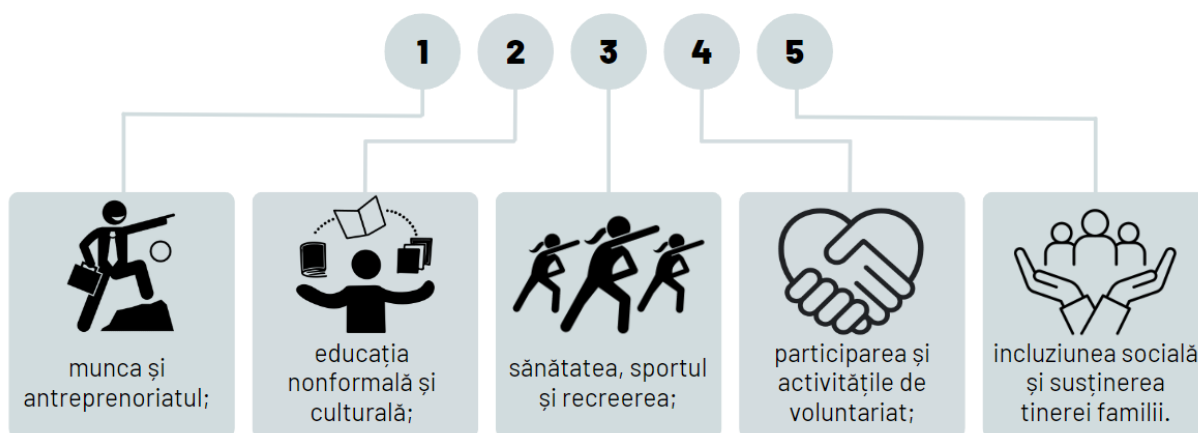 1
2
3
4
5
munca și
antreprenoriatul;
educația
nonformală și
culturală;
sănătatea, sportul
și recreerea;
participarea și
activitățile de
voluntariat;
incluziunea socială
și susținerea
tinerei familii.